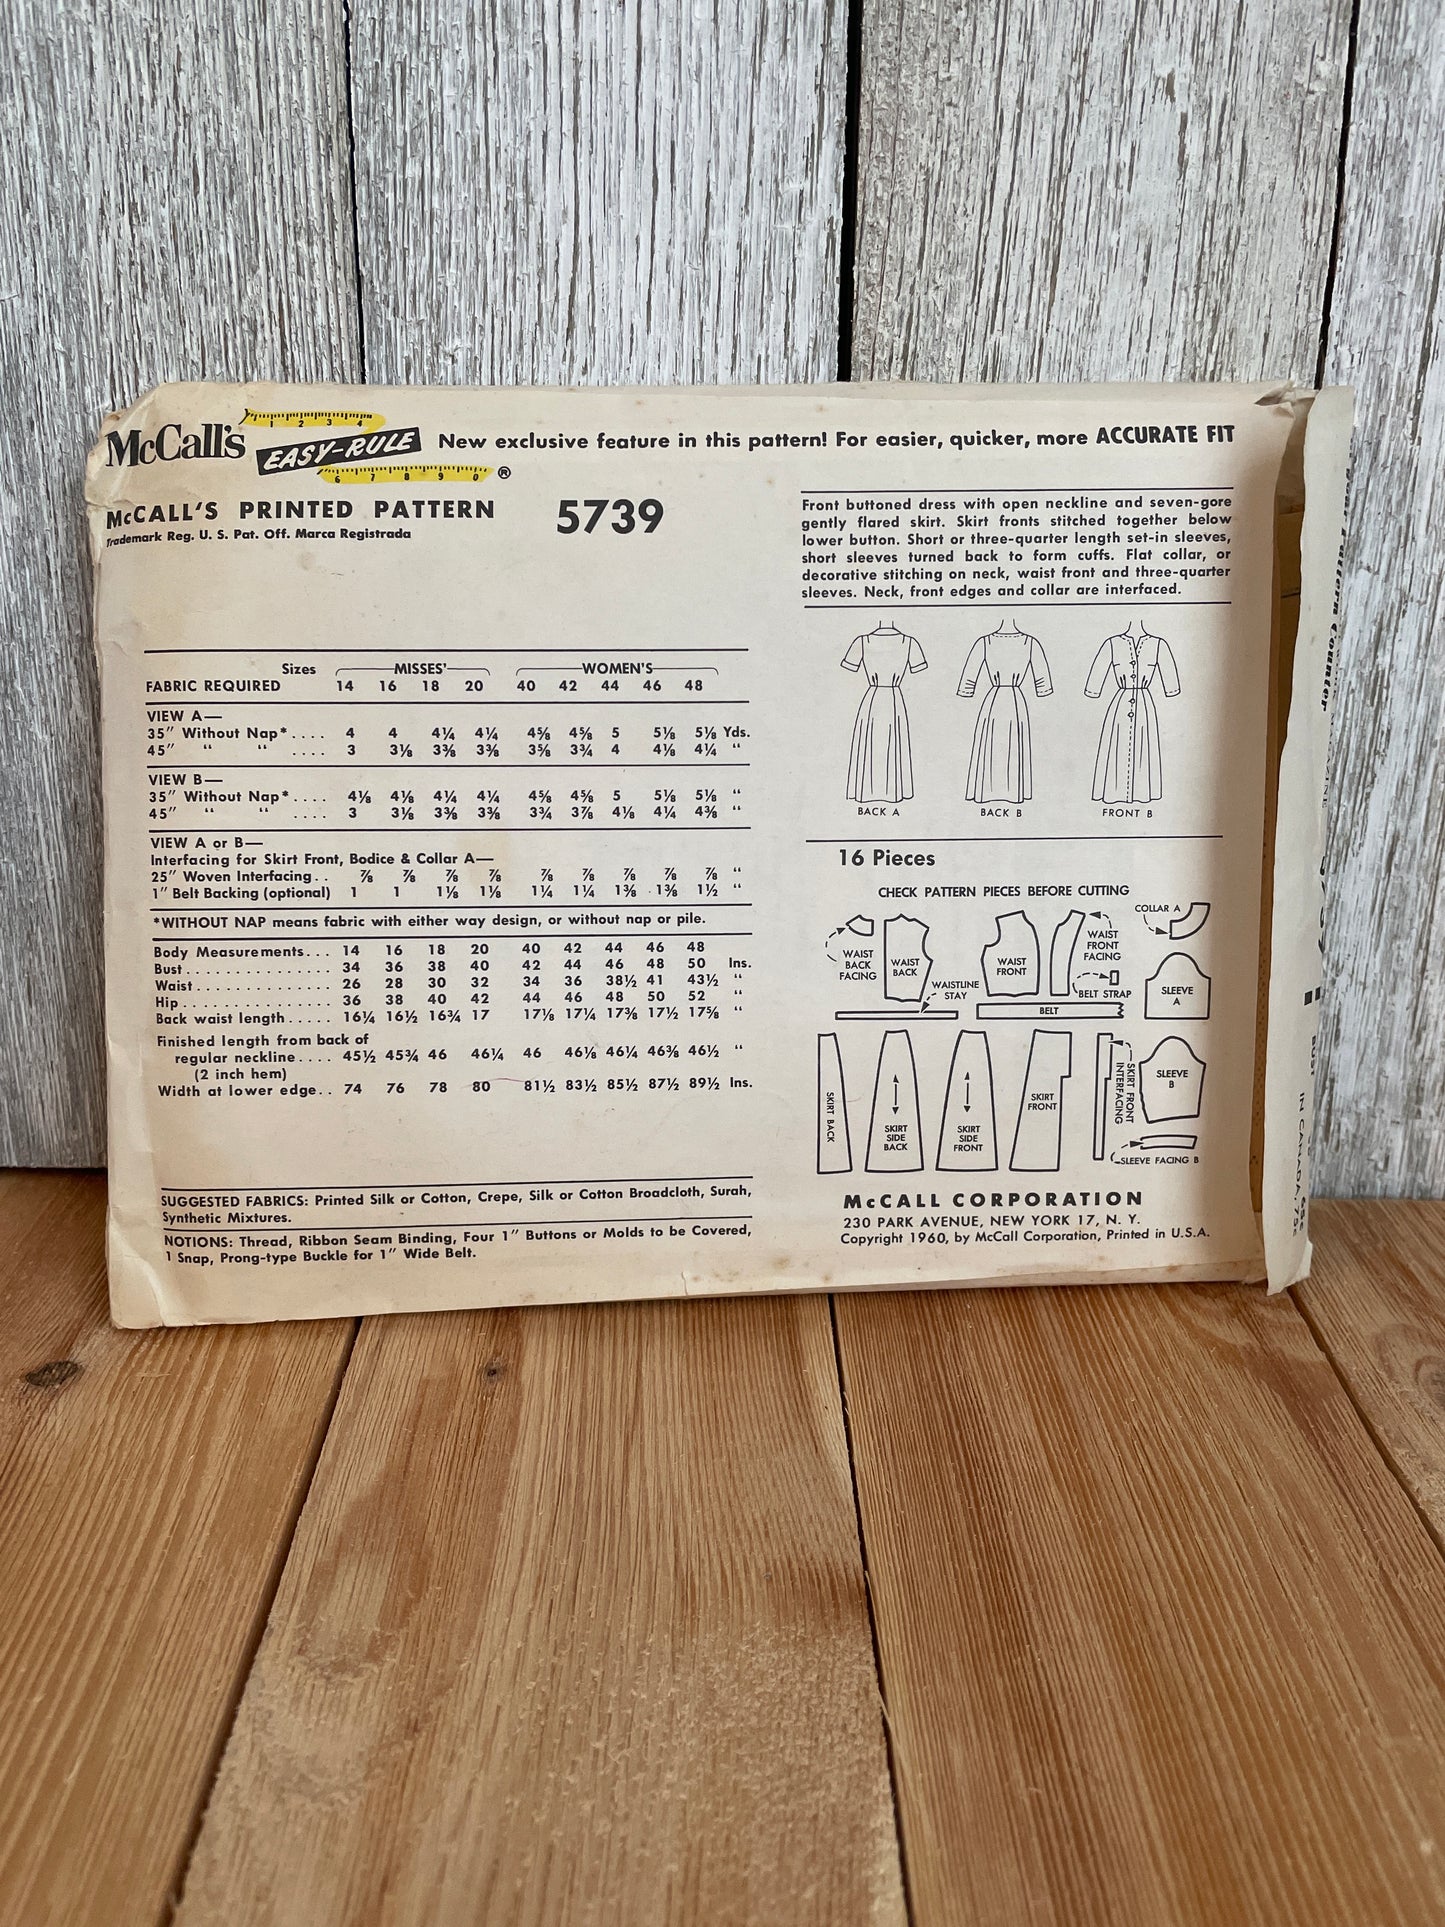 McCall's EASY-RULE ® New exclusive feature in this pattern! For easier, quicker, more ACCURATE FIT
1 2 3 4
6 7 8 9 0
McCALL'S PRINTED PATTERN 5739
Trademark Reg. U. S. Pat. Off. Marca Registrada
Sizes MISSES' WOMEN'S
FABRIC REQUIRED 14 16 18 20 40 42 44 46 48
VIEW A—
35" Without Nap* .... 4 4 4¼ 4¼ 4⅝ 4⅝ 5 5⅛ 5⅛ Yds.
45" " " .... 3 3⅛ 3⅜ 3⅜ 3⅝ 3¾ 4 4⅛ 4¼ "
VIEW B—
35" Without Nap* .... 4⅛ 4⅛ 4¼ 4¼ 4⅝ 4⅝ 5 5⅛ 5⅛ "
45" " " .... 3 3⅛ 3⅜ 3⅜ 3¾ 3⅞ 4⅛ 4¼ 4⅜ "
VIEW A or B—
Interfacing for Skirt Front, Bodice & Collar A—
25" Woven Interfacing .. ⅞ ⅞ ⅞ ⅞ ⅞ ⅞ ⅞ ⅞ ⅞ "
1" Belt Backing (optional) 1 1 1⅛ 1⅛ 1¼ 1¼ 1⅜ 1⅜ 1½ "
*WITHOUT NAP means fabric with either way design, or without nap or pile.
Body Measurements... 14 16 18 20 40 42 44 46 48
Bust............... 34 36 38 40 42 44 46 48 50 Ins.
Waist.............. 26 28 30 32 34 36 38½ 41 43½ "
Hip................ 36 38 40 42 44 46 48 50 52 "
Back waist length..... 16¼ 16½ 16¾ 17 17⅛ 17¼ 17⅜ 17½ 17⅝ "
Finished length from back of
regular neckline.... 45½ 45¾ 46 46¼ 46 46⅛ 46¼ 46⅜ 46½ "
(2 inch hem)
Width at lower edge.. 74 76 78 80 81½ 83½ 85½ 87½ 89½ Ins.
SUGGESTED FABRICS: Printed Silk or Cotton, Crepe, Silk or Cotton Broadcloth, Surah,
Synthetic Mixtures.
NOTIONS: Thread, Ribbon Seam Binding, Four 1" Buttons or Molds to be Covered,
1 Snap, Prong-type Buckle for 1" Wide Belt.
Front buttoned dress with open neckline and seven-gore
gently flared skirt. Skirt fronts stitched together below
lower button. Short or three-quarter length set-in sleeves,
short sleeves turned back to form cuffs. Flat collar, or
decorative stitching on neck, waist front and three-quarter
sleeves. Neck, front edges and collar are interfaced.
BACK A BACK B FRONT B
16 Pieces
CHECK PATTERN PIECES BEFORE CUTTING
COLLAR A
WAIST BACK FACING
WAIST BACK
WAIST FRONT
WAIST FRONT FACING
SLEEVE A
WAISTLINE STAY
BELT STRAP
BELT
SKIRT BACK
SKIRT SIDE BACK
SKIRT SIDE FRONT
SKIRT FRONT
SKIRT FRONT INTERFACING
SLEEVE B
SLEEVE FACING B
McCALL CORPORATION
230 PARK AVENUE, NEW YORK 17, N. Y.
Copyright 1960, by McCall Corporation, Printed in U.S.A.
Pattern Counter
BUST
65c
IN CANADA, 75c